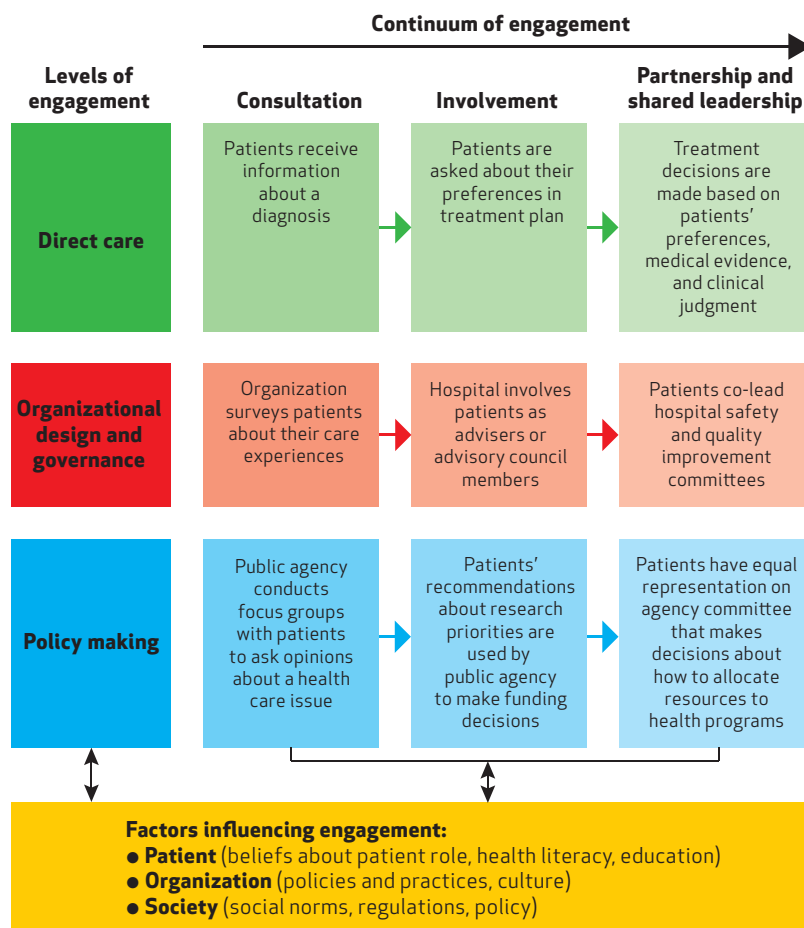 Continuum of engagement
Levels of
engagement
Consultation
Involvement
Partnership and
shared leadership
Direct care
Patients receive
information
about a
diagnosis
Patients are
asked about their
preferences in
treatment plan
Treatment
decisions are
made based on
patients’
preferences,
medical evidence,
and clinical
judgment
Organizational
design and
governance
Organization
surveys patients
about their care
experiences
Hospital involves
patients as
advisers or
advisory council
members
Patients co-lead
hospital safety
and quality
improvement
committees
Policy making
Public agency
conducts
focus groups
with patients
to ask opinions
about a health
care issue
Patients’
recommendations
about research
priorities are
used by
public agency
to make funding
decisions
Patients have equal
representation on
agency committee
that makes
decisions about
how to allocate
resources to
health programs
Factors influencing engagement:
● Patient (beliefs about patient role, health literacy, education)
● Organization (policies and practices, culture)
● Society (social norms, regulations, policy)